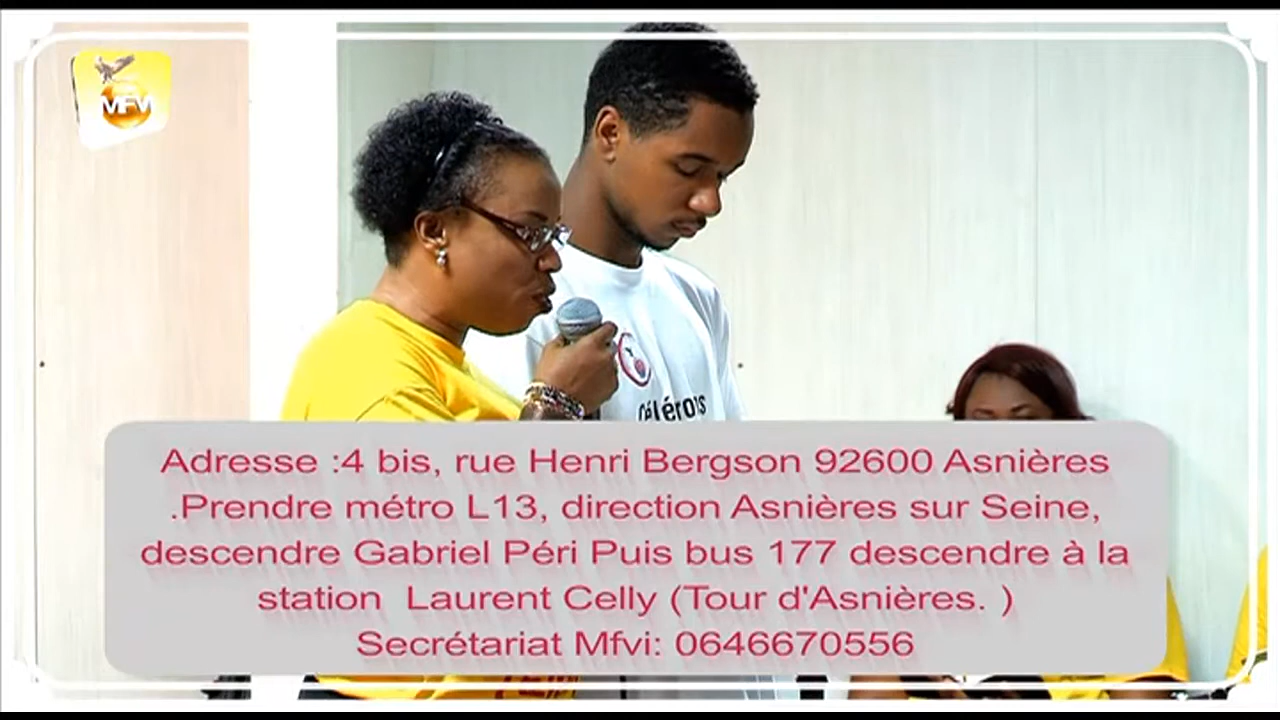 MFVI
Célérons
Adresse :4 bis, rue Henri Bergson 92600 Asnières
.Prendre métro L13, direction Asnières sur Seine,
descendre Gabriel Péri Puis bus 177 descendre à la
station Laurent Celly (Tour d'Asnières. )
Secrétariat Mfvi: 0646670556